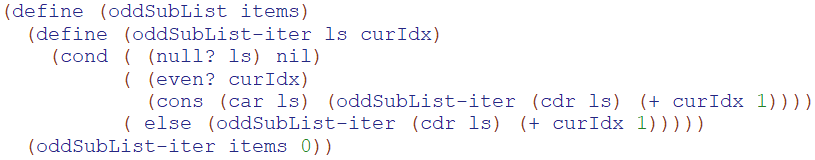 (define (oddSubList items)
  (define (oddSubList-iter ls curIdx)
    (cond ( (null? ls) nil)
          ( (even? curIdx)
            (cons (car ls) (oddSubList-iter (cdr ls) (+ curIdx 1))))
          ( else (oddSubList-iter (cdr ls) (+ curIdx 1)))))
  (oddSubList-iter items 0))